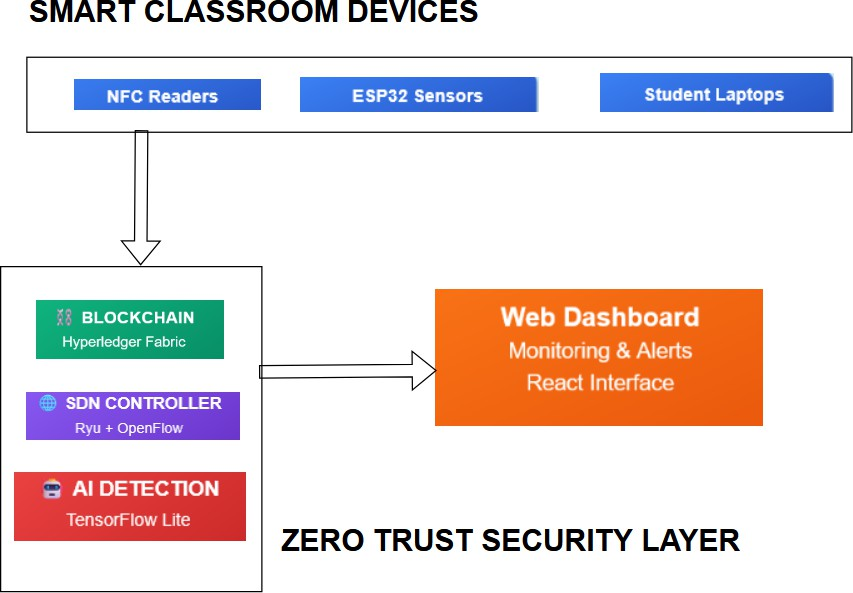 SMART CLASSROOM DEVICES
NFC Readers
ESP32 Sensors
Student Laptops
BLOCKCHAIN
Hyperledger Fabric
SDN CONTROLLER
Ryu + OpenFlow
AI DETECTION
TensorFlow Lite
Web Dashboard
Monitoring & Alerts
React Interface
ZERO TRUST SECURITY LAYER